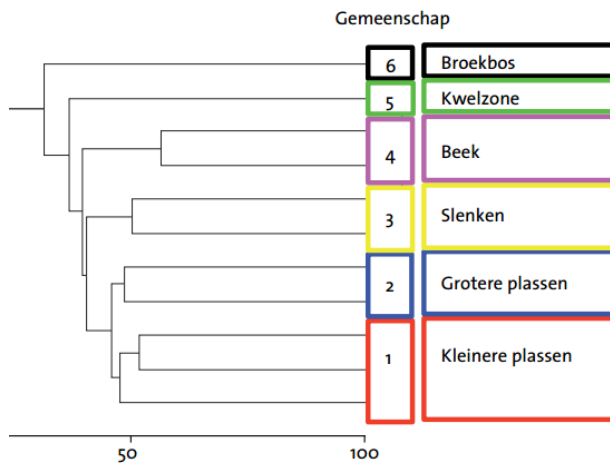 Gemeenschap
6 Broekbos
5 Kwelzone
4 Beek
3 Slenken
2 Grotere plassen
1 Kleinere plassen
50 100